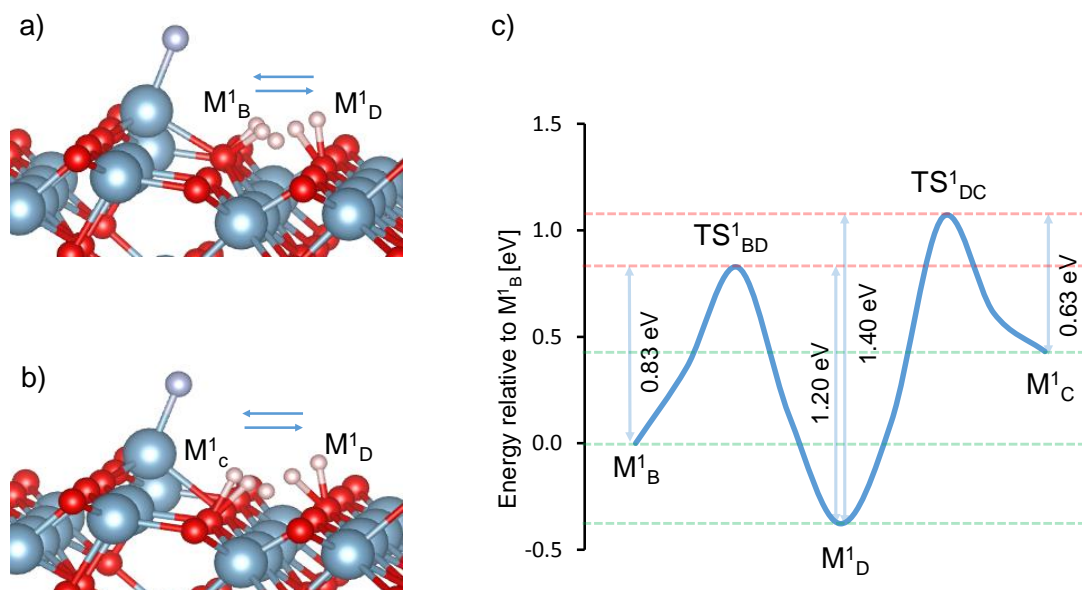 a)
M¹B
M¹D
b)
M¹c
M¹D
c)
Energy relative to M¹B [eV]
1.5
1.0
0.5
0.0
-0.5
TS¹BD
TS¹DC
0.83 eV
1.20 eV
1.40 eV
0.63 eV
M¹B
M¹D
M¹C